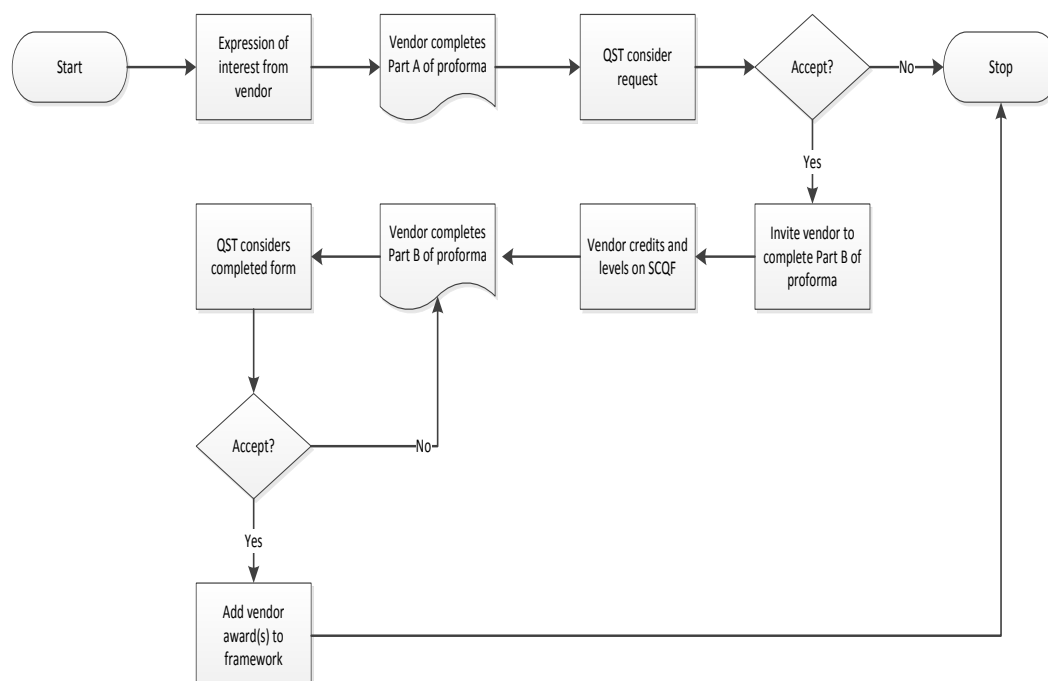 Start
Expression of
interest from
vendor
Vendor completes
Part A of proforma
QST consider
request
Accept?
No
Stop
Yes
QST considers
completed form
Vendor completes
Part B of proforma
Vendor credits and
levels on SCQF
Invite vendor to
complete Part B of
proforma
Accept?
No
Yes
Add vendor
award(s) to
framework